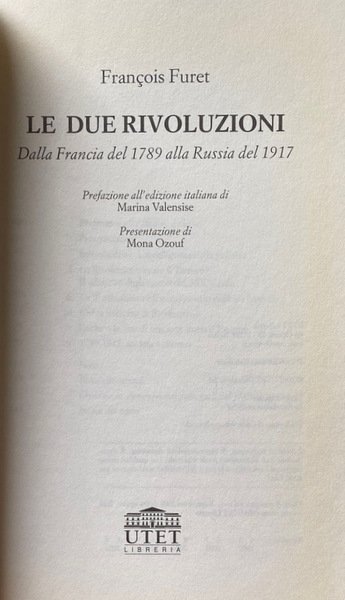 François Furet
LE DUE RIVOLUZIONI
Dalla Francia del 1789 alla Russia del 1917
Prefazione all'edizione italiana di
Marina Valensise
Presentazione di
Mona Ozouf
UTET
LIBRERIA